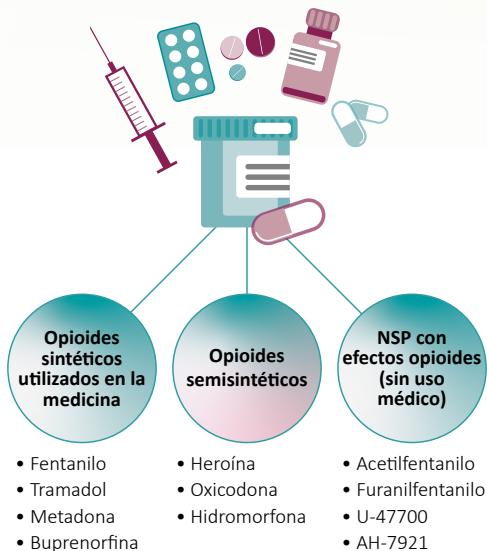 Opioides
sintéticos
utilizados en la
medicina
• Fentanilo
• Tramadol
• Metadona
• Buprenorfina
Opioides
semisintéticos
• Heroína
• Oxicodona
• Hidromorfona
NSP con
efectos opioides
(sin uso
médico)
• Acetilfentanilo
• Furanilfentanilo
• U-47700
• AH-7921